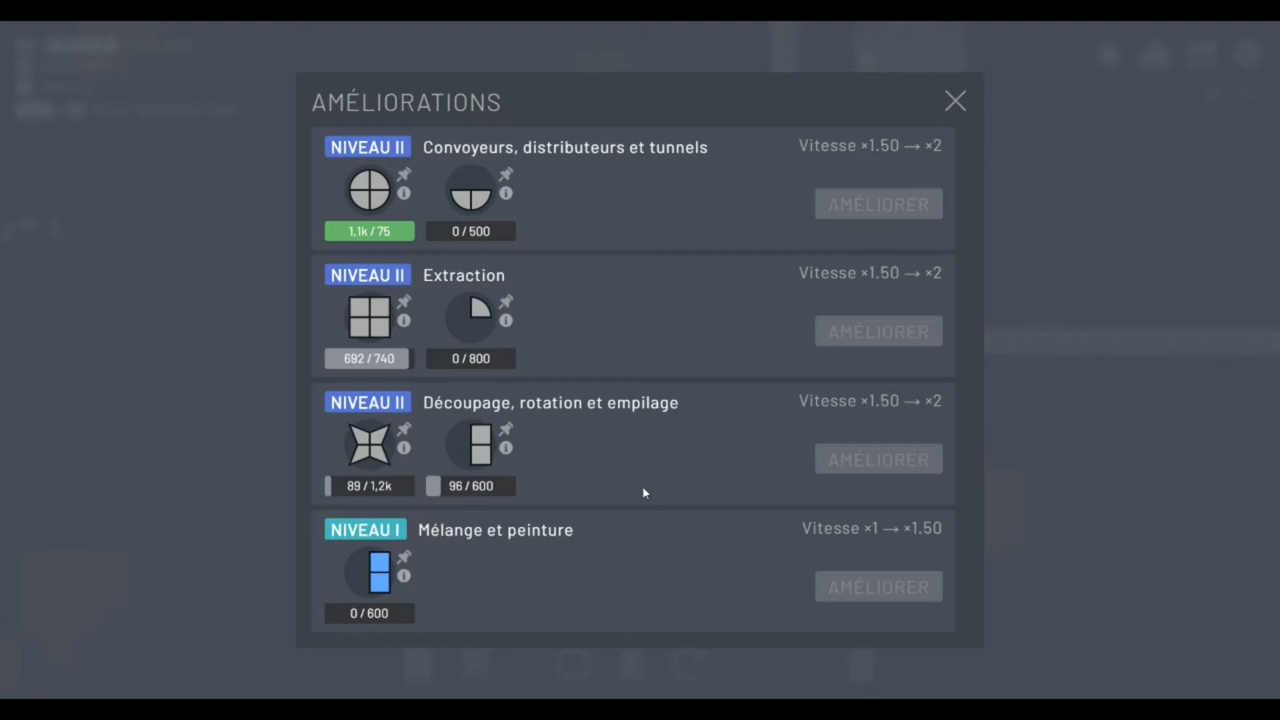 AMÉLIORATIONS
NIVEAU II Convoyeurs, distributeurs et tunnels Vitesse ×1.50 → ×2
AMÉLIORER
1,1k / 75 0 / 500
NIVEAU II Extraction Vitesse ×1.50 → ×2
AMÉLIORER
692 / 740 0 / 800
NIVEAU II Découpage, rotation et empilage Vitesse ×1.50 → ×2
AMÉLIORER
89 / 1,2k 96 / 600
NIVEAU I Mélange et peinture Vitesse ×1 → ×1.50
AMÉLIORER
0 / 600